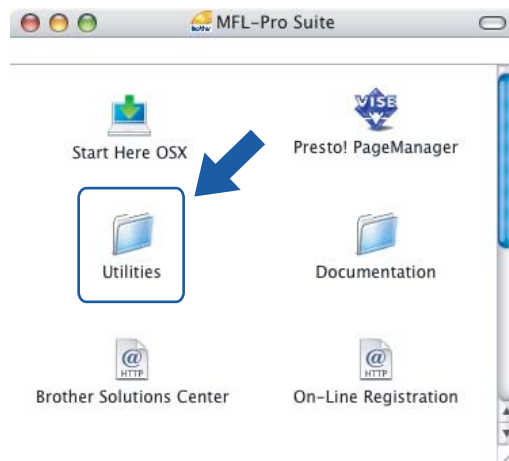 MFL-Pro Suite
Start Here OSX
Presto! PageManager
VISE
Utilities
Documentation
@
HTTP
@
HTTP
Brother Solutions Center
On-Line Registration